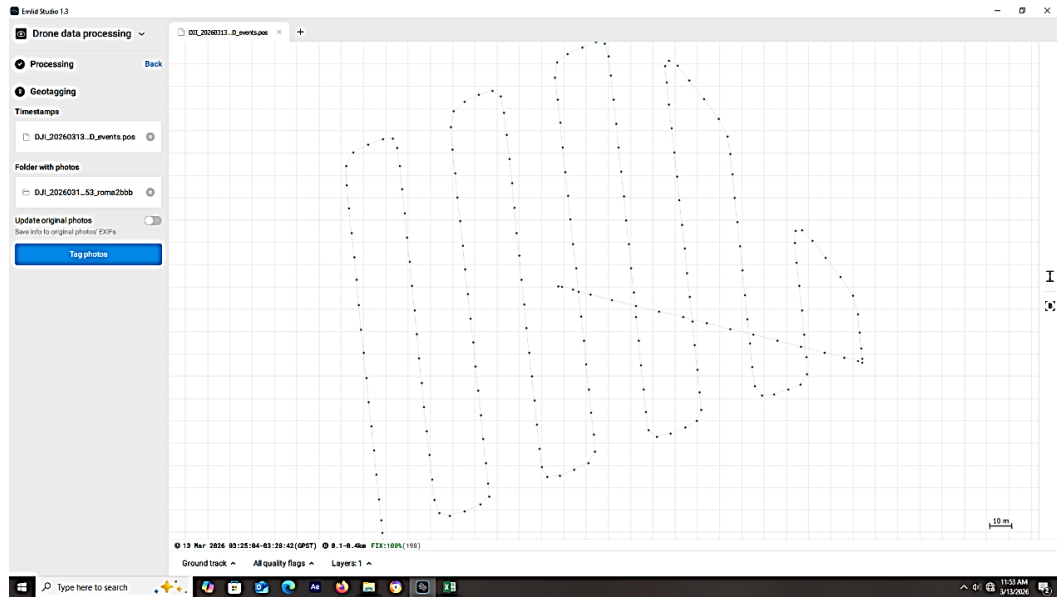 Emlid Studio 1.3
Drone data processing
DJI_20260313...D_events.pos
Processing
Back
2 Geotagging
Timestamps
DJI_20260313...D_events.pos
Folder with photos
DJI_2026031...53_roma2bbb
Update original photos
Save info to original photos' EXIFs
Tag photos
10 m
13 Mar 2026 03:25:04-03:28:42(GPST) 0.1-0.4km FIX:100%(198)
Ground track
All quality flags
Layers: 1
Type here to search
Ae
11:53 AM
3/13/2026